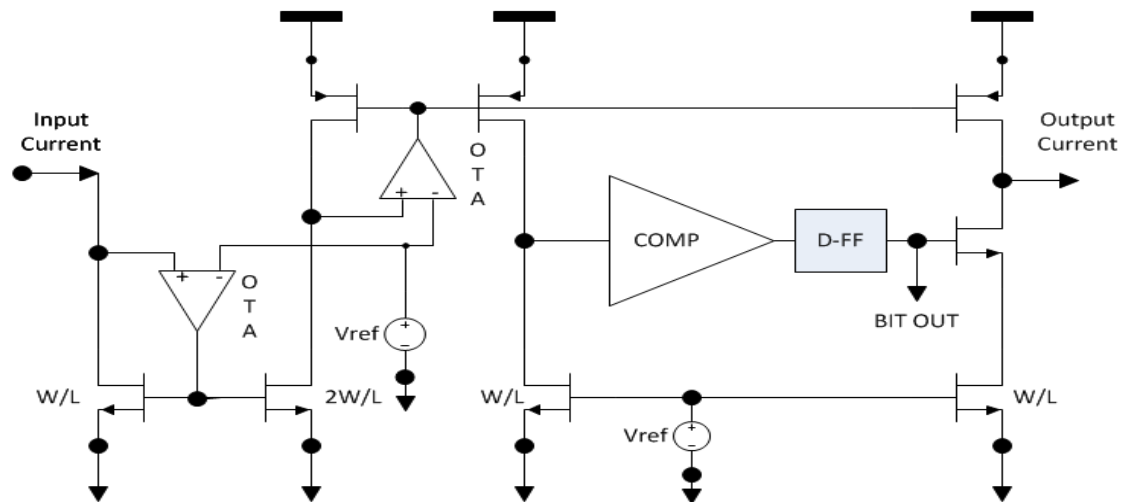 Input
Current
O
T
A
+ -
O
T
A
+ -
COMP
D-FF
Output
Current
BIT OUT
Vref
+
−
W/L
2W/L
W/L
Vref
+
−
W/L